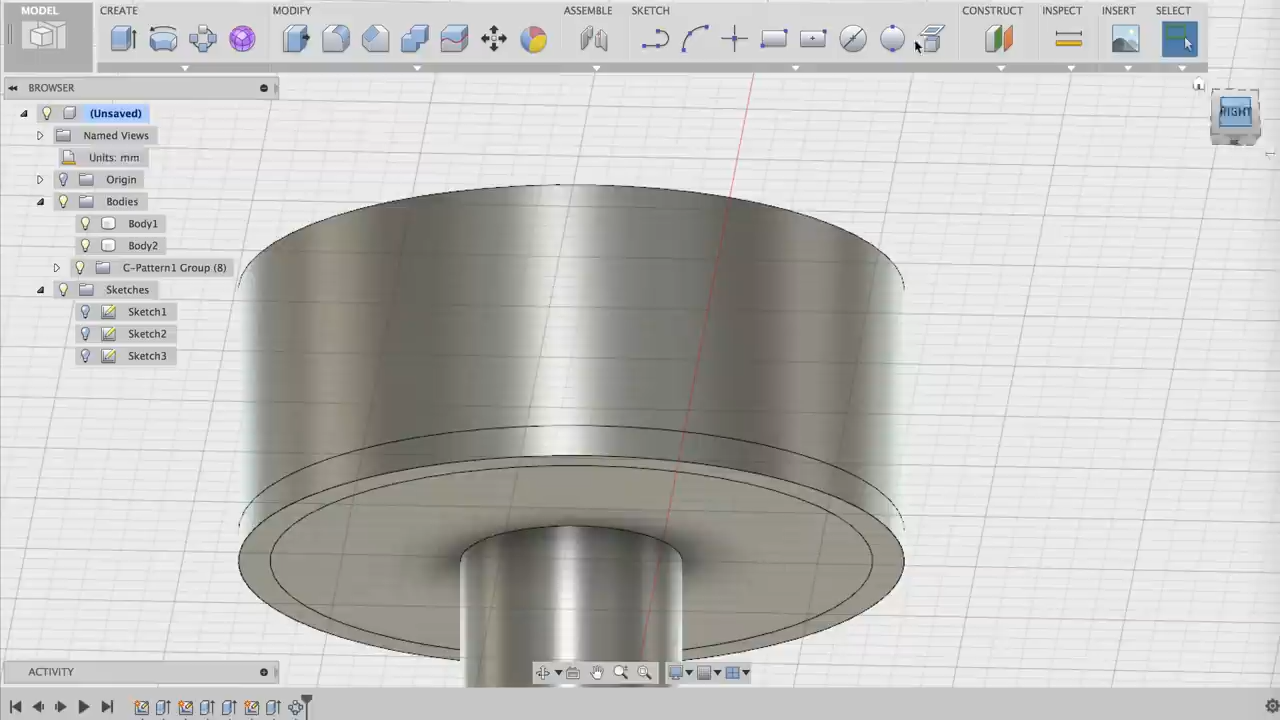 MODEL
CREATE
MODIFY
ASSEMBLE
SKETCH
CONSTRUCT
INSPECT
INSERT
SELECT
BROWSER
(Unsaved)
Named Views
Units: mm
Origin
Bodies
Body1
Body2
C-Pattern1 Group (8)
Sketches
Sketch1
Sketch2
Sketch3
RIGHT
ACTIVITY